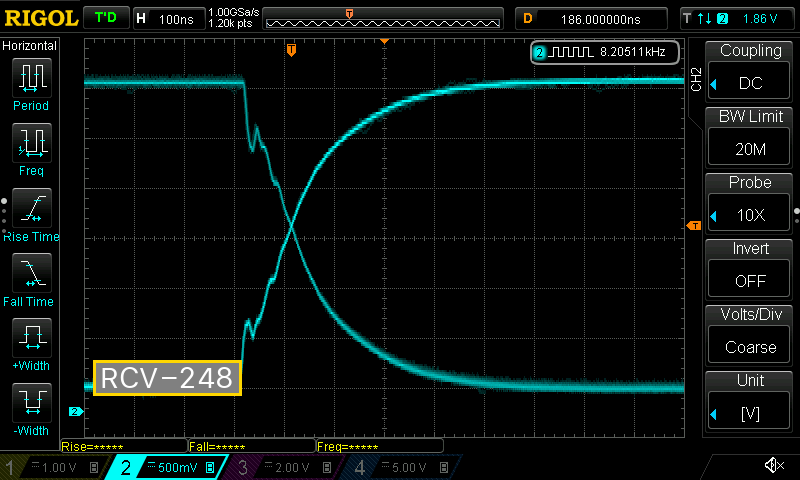 RIGOL T'D H 100ns 1.00GSa/s 1.20k pts T D 186.000000ns T 2 1.86 V
Horizontal
Period
Freq
Rise Time
Fall Time
+Width
-Width
T
2 8.20511kHz
T
2
RCV-248
Rise=***** Fall=***** Freq=*****
CH2
Coupling
DC
BW Limit
20M
Probe
10X
Invert
OFF
Volts/Div
Coarse
Unit
[V]
1 1.00 V B 2 500mV B 3 2.00 V B 4 5.00 V B